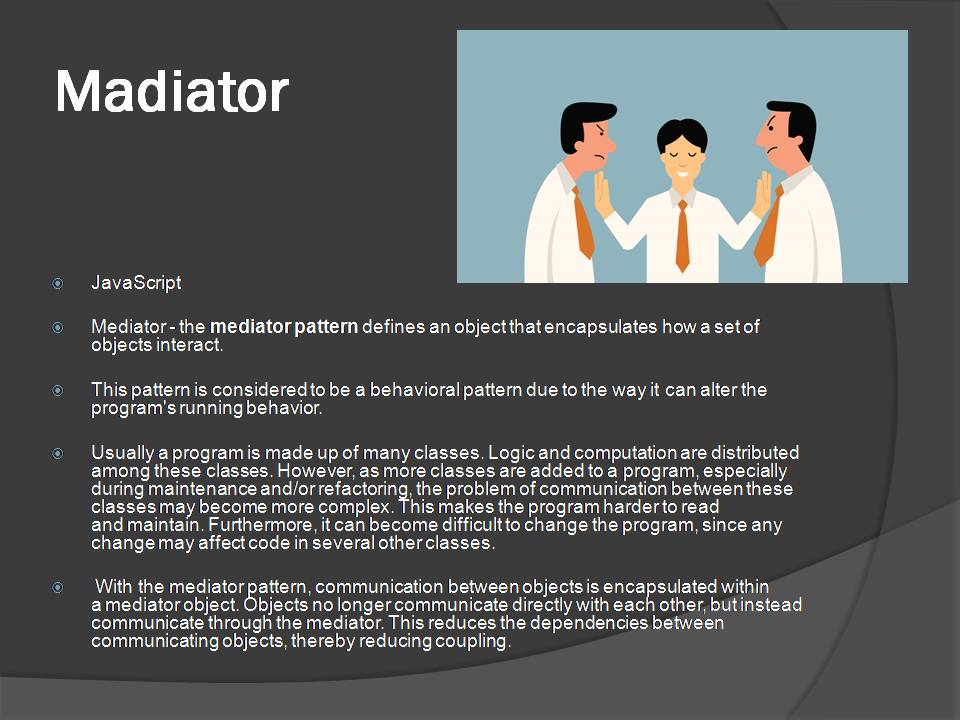 Madiator
JavaScript
Mediator - the mediator pattern defines an object that encapsulates how a set of
objects interact.
This pattern is considered to be a behavioral pattern due to the way it can alter the
program's running behavior.
Usually a program is made up of many classes. Logic and computation are distributed
among these classes. However, as more classes are added to a program, especially
during maintenance and/or refactoring, the problem of communication between these
classes may become more complex. This makes the program harder to read
and maintain. Furthermore, it can become difficult to change the program, since any
change may affect code in several other classes.
With the mediator pattern, communication between objects is encapsulated within
a mediator object. Objects no longer communicate directly with each other, but instead
communicate through the mediator. This reduces the dependencies between
communicating objects, thereby reducing coupling.